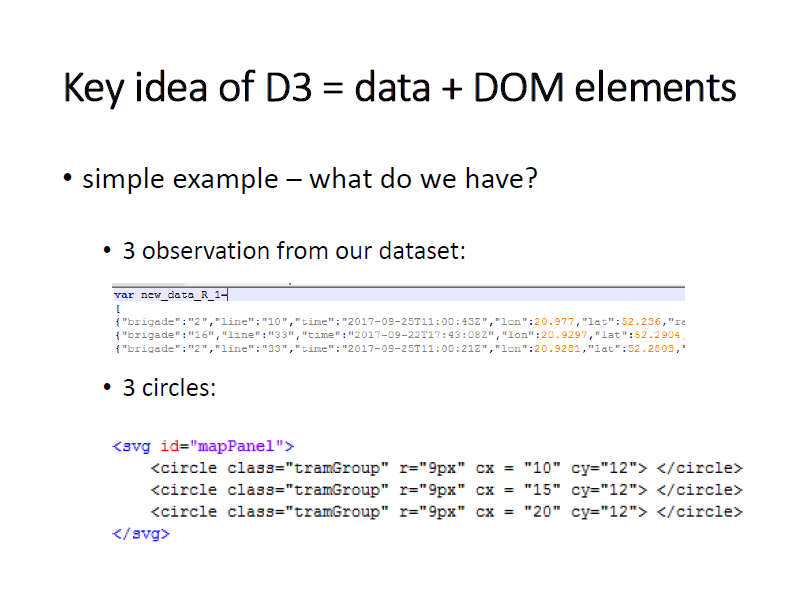 Key idea of D3 = data + DOM elements
• simple example – what do we have?
• 3 observation from our dataset:
var new_data_R_1=
[
{"brigade":"2","line":"10","time":"2017-09-25T11:00:43Z","lon":20.977,"lat":52.236,"ra
{"brigade":"16","line":"33","time":"2017-09-22T17:43:08Z","lon":20.9297,"lat":52.2904,
{"brigade":"2","line":"33","time":"2017-09-25T11:00:21Z","lon":20.9281,"lat":52.2803,"
• 3 circles:
<svg id="mapPanel">
<circle class="tramGroup" r="9px" cx = "10" cy="12"> </circle>
<circle class="tramGroup" r="9px" cx = "15" cy="12"> </circle>
<circle class="tramGroup" r="9px" cx = "20" cy="12"> </circle>
</svg>